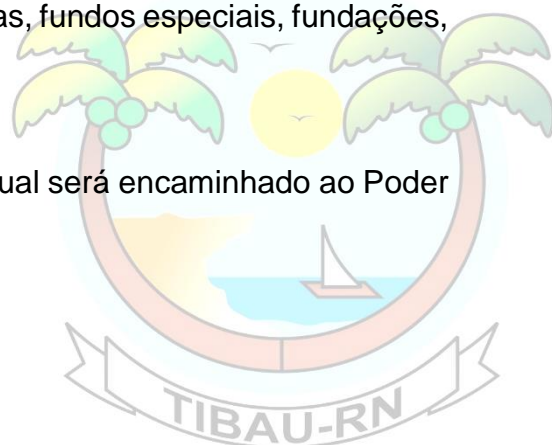 as, fundos especiais, fundações,
ual será encaminhado ao Poder
TIBAU-RN